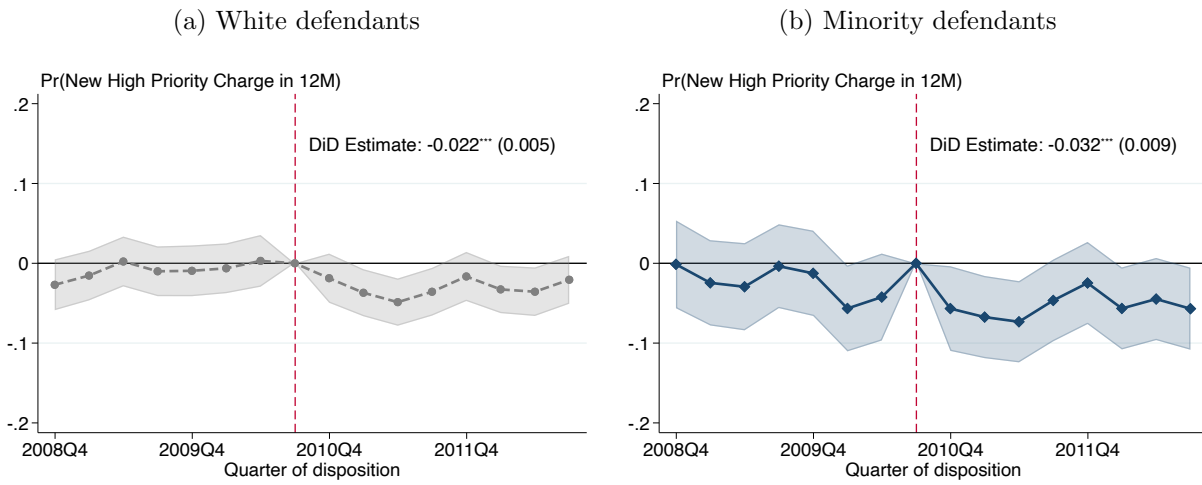 (a) White defendants
Pr(New High Priority Charge in 12M)
.2
DiD Estimate: -0.022*** (0.005)
.1
0
-.1
-.2
2008Q4 2009Q4 2010Q4 2011Q4
Quarter of disposition
(b) Minority defendants
Pr(New High Priority Charge in 12M)
.2
DiD Estimate: -0.032*** (0.009)
.1
0
-.1
-.2
2008Q4 2009Q4 2010Q4 2011Q4
Quarter of disposition